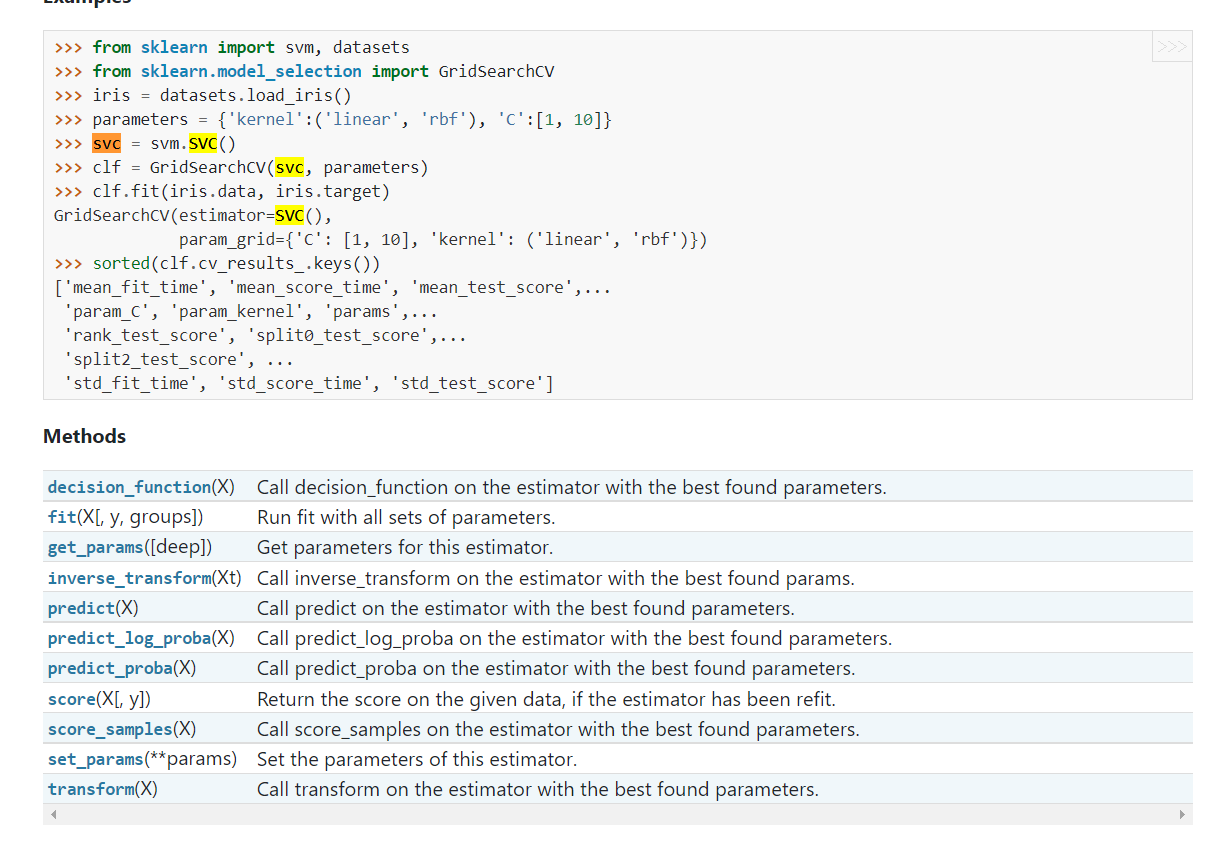 Examples
>>> from sklearn import svm, datasets
>>>
>>> from sklearn.model_selection import GridSearchCV
>>> iris = datasets.load_iris()
>>> parameters = {'kernel':('linear', 'rbf'), 'C':[1, 10]}
>>> svc = svm.SVC()
>>> clf = GridSearchCV(svc, parameters)
>>> clf.fit(iris.data, iris.target)
GridSearchCV(estimator=SVC(),
             param_grid={'C': [1, 10], 'kernel': ('linear', 'rbf')})
>>> sorted(clf.cv_results_.keys())
['mean_fit_time', 'mean_score_time', 'mean_test_score',...
 'param_C', 'param_kernel', 'params',...
 'rank_test_score', 'split0_test_score',...
 'split2_test_score', ...
 'std_fit_time', 'std_score_time', 'std_test_score']
Methods
decision_function(X) Call decision_function on the estimator with the best found parameters.
fit(X[, y, groups]) Run fit with all sets of parameters.
get_params([deep]) Get parameters for this estimator.
inverse_transform(Xt) Call inverse_transform on the estimator with the best found params.
predict(X) Call predict on the estimator with the best found parameters.
predict_log_proba(X) Call predict_log_proba on the estimator with the best found parameters.
predict_proba(X) Call predict_proba on the estimator with the best found parameters.
score(X[, y]) Return the score on the given data, if the estimator has been refit.
score_samples(X) Call score_samples on the estimator with the best found parameters.
set_params(**params) Set the parameters of this estimator.
transform(X) Call transform on the estimator with the best found parameters.